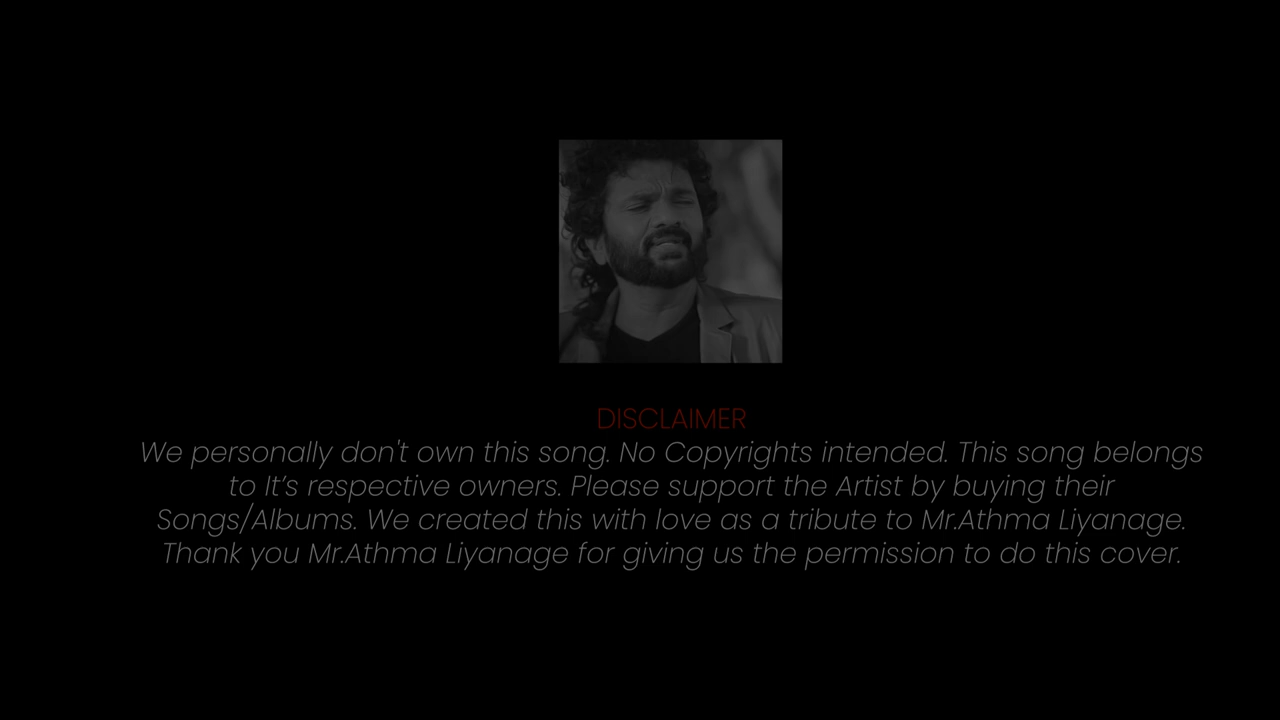 DISCLAIMER
We personally don't own this song. No Copyrights intended. This song belongs
to It’s respective owners. Please support the Artist by buying their
Songs/Albums. We created this with love as a tribute to Mr.Athma Liyanage.
Thank you Mr.Athma Liyanage for giving us the permission to do this cover.